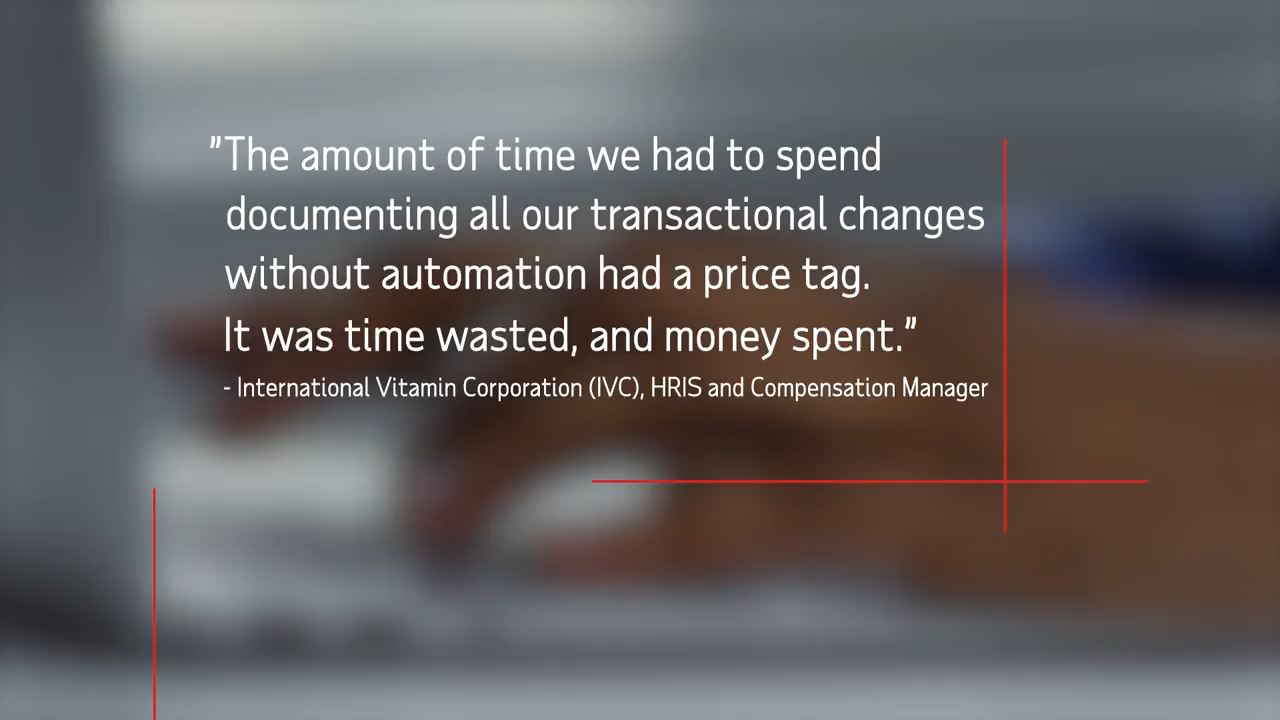 "The amount of time we had to spend
documenting all our transactional changes
without automation had a price tag.
It was time wasted, and money spent."
- International Vitamin Corporation (IVC), HRIS and Compensation Manager